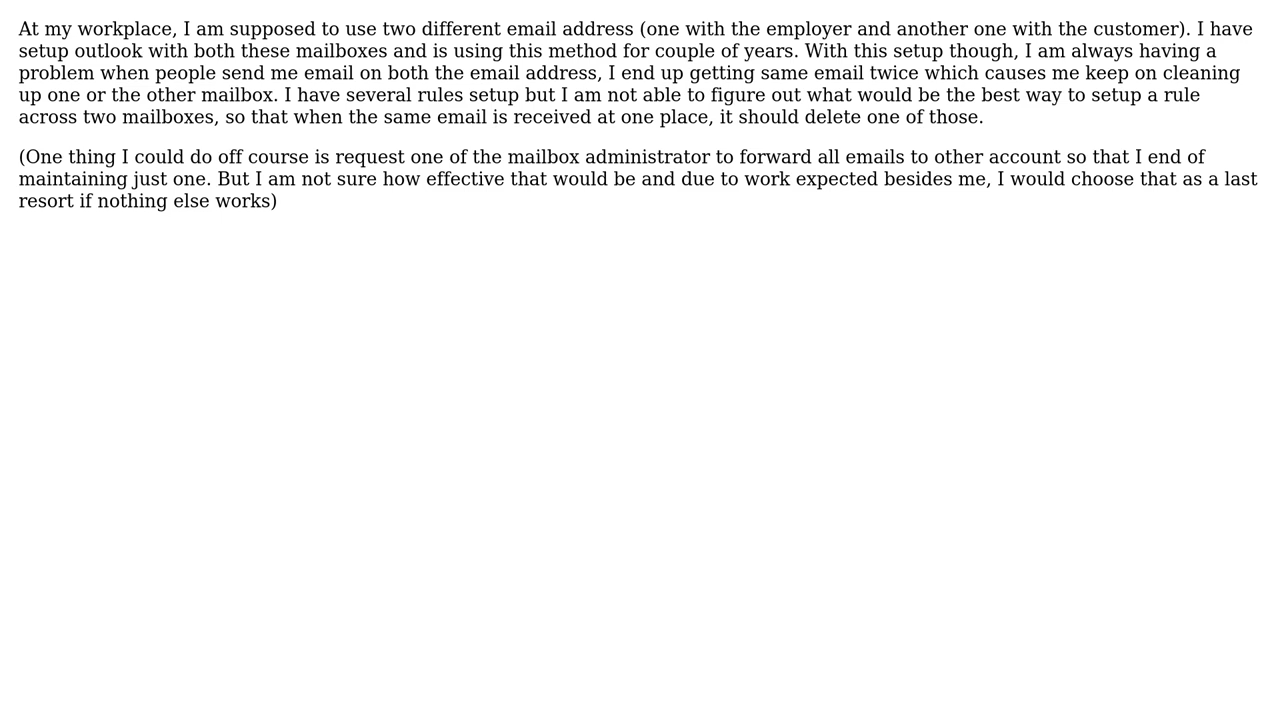 At my workplace, I am supposed to use two different email address (one with the employer and another one with the customer). I have
setup outlook with both these mailboxes and is using this method for couple of years. With this setup though, I am always having a
problem when people send me email on both the email address, I end up getting same email twice which causes me keep on cleaning
up one or the other mailbox. I have several rules setup but I am not able to figure out what would be the best way to setup a rule
across two mailboxes, so that when the same email is received at one place, it should delete one of those.
(One thing I could do off course is request one of the mailbox administrator to forward all emails to other account so that I end of
maintaining just one. But I am not sure how effective that would be and due to work expected besides me, I would choose that as a last
resort if nothing else works)